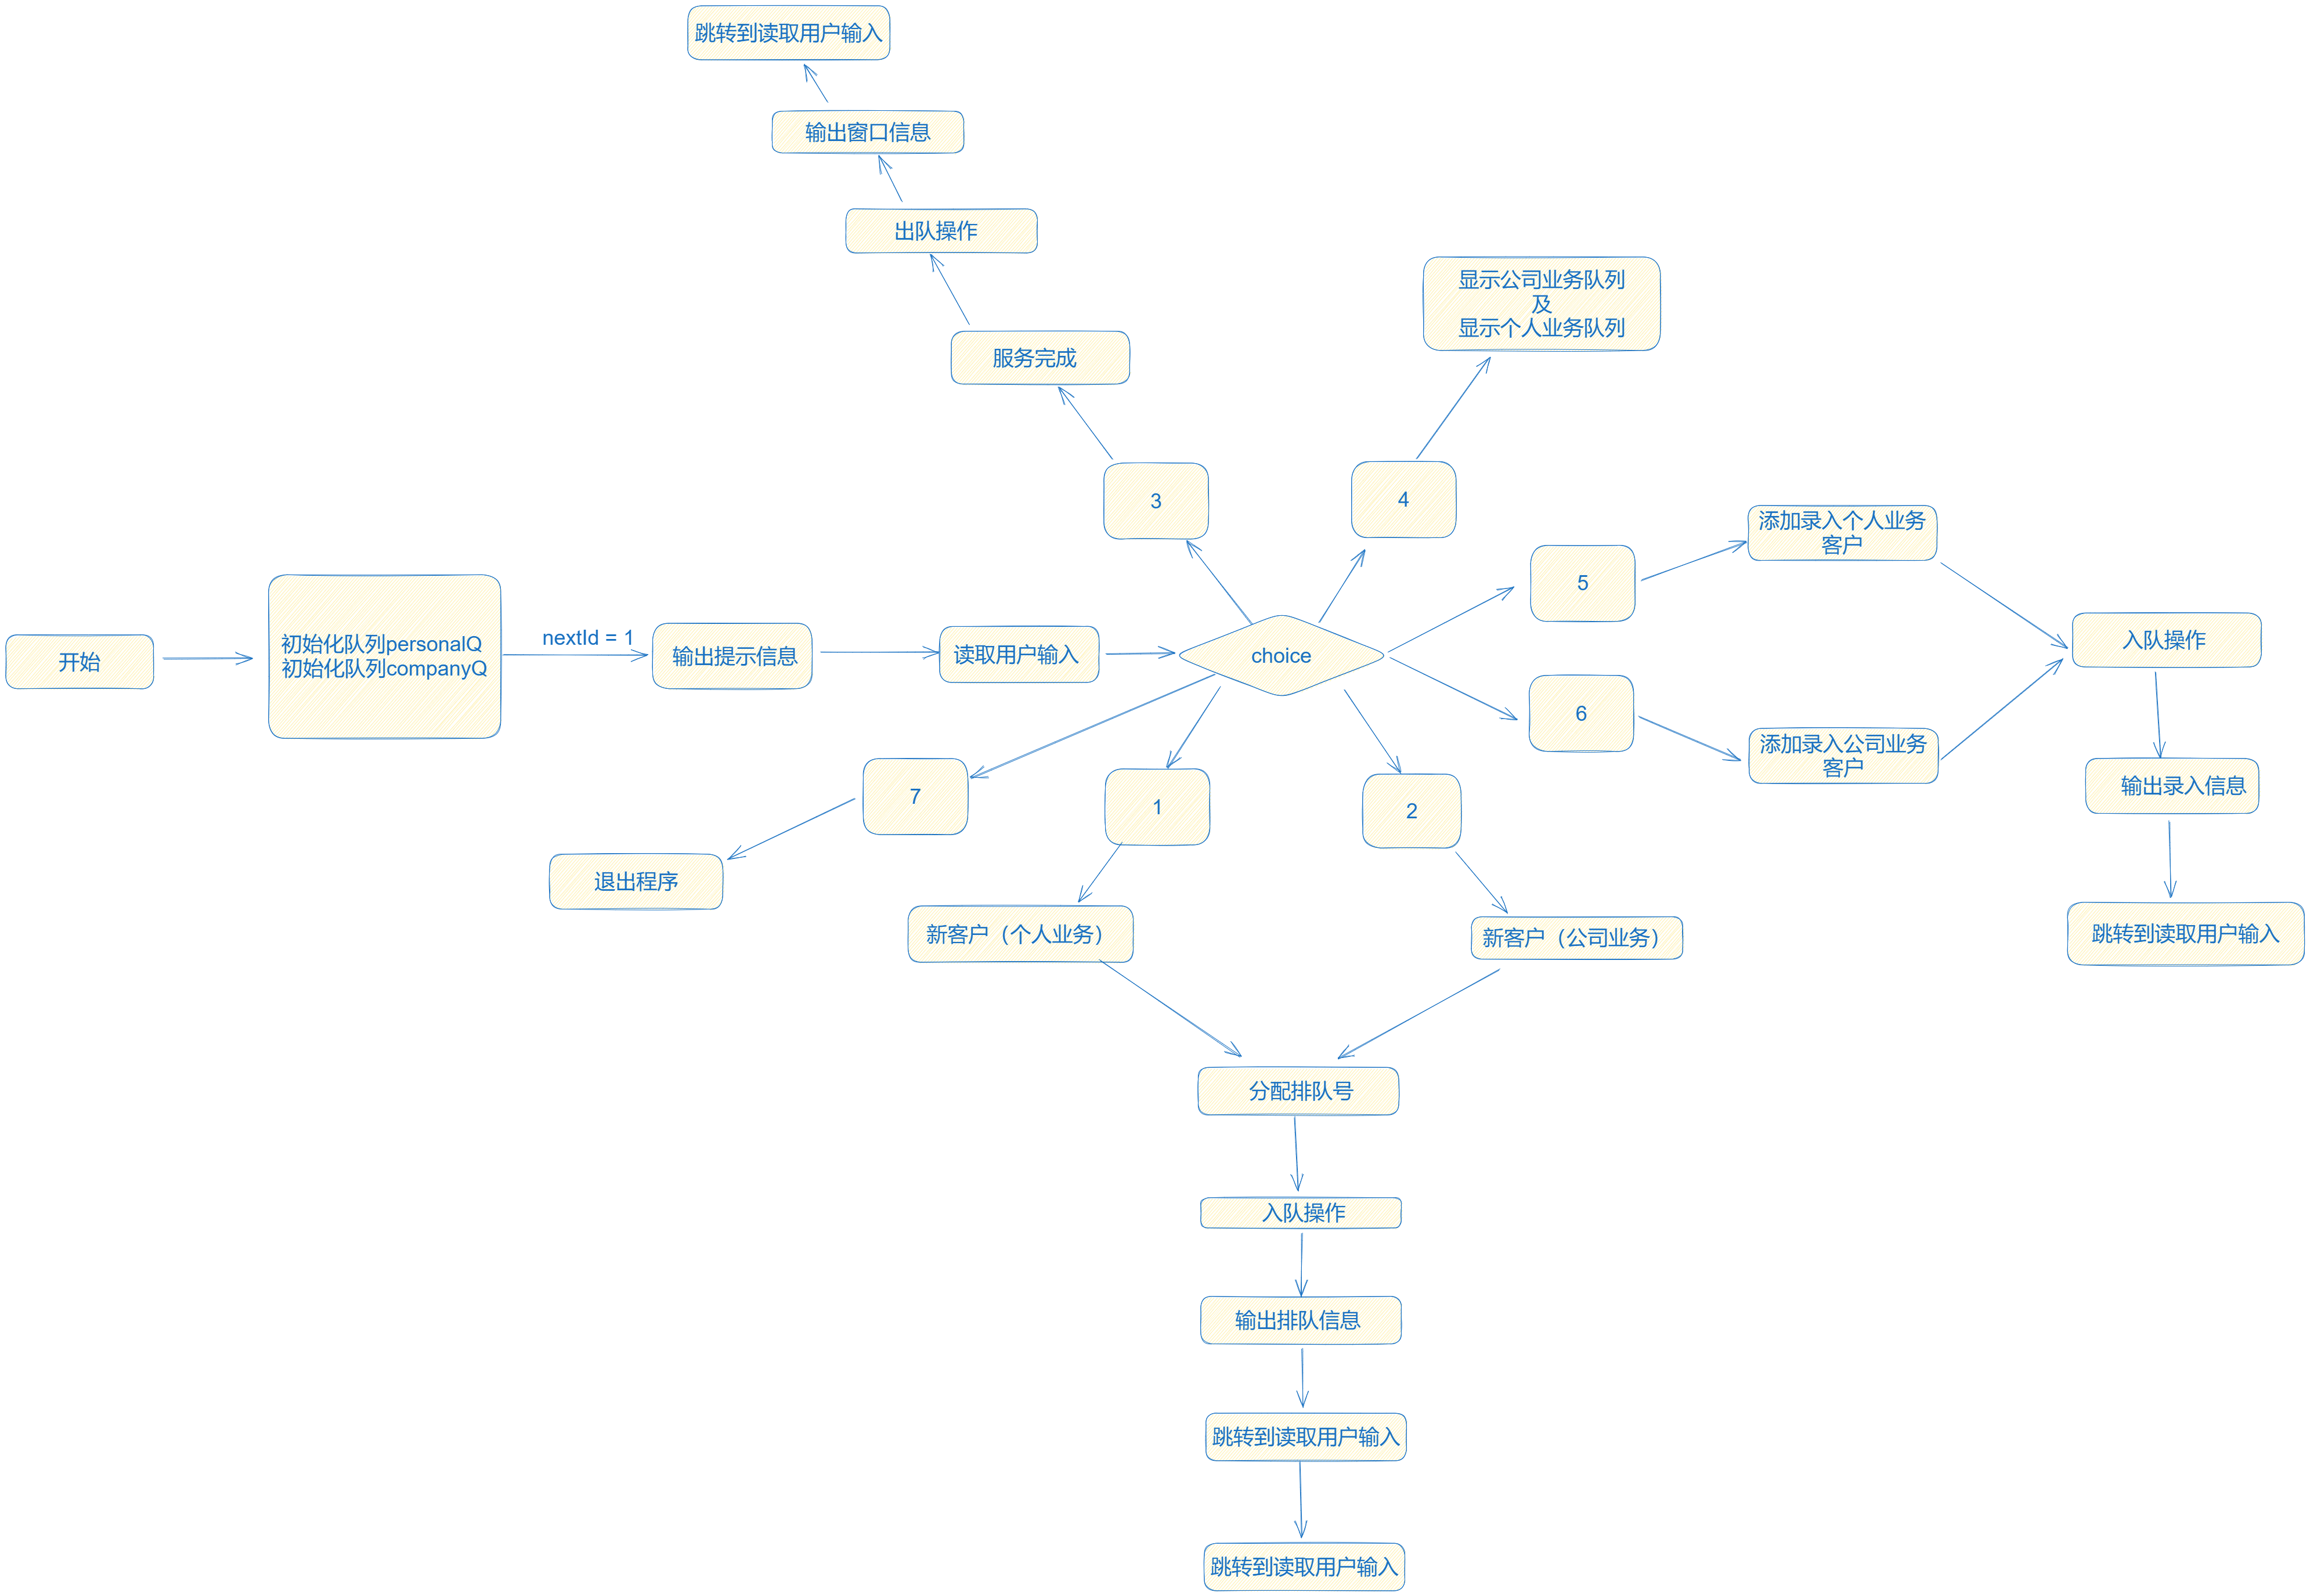 跳转到读取用户输入
输出窗口信息
出队操作
服务完成
3
显示公司业务队列
及
显示个人业务队列
4
开始
初始化队列personalQ
初始化队列companyQ
nextId = 1
输出提示信息
读取用户输入
choice
5
添加录入个人业务
客户
6
添加录入公司业务
客户
入队操作
输出录入信息
跳转到读取用户输入
7
退出程序
1
新客户（个人业务）
2
新客户（公司业务）
分配排队号
入队操作
输出排队信息
跳转到读取用户输入
跳转到读取用户输入